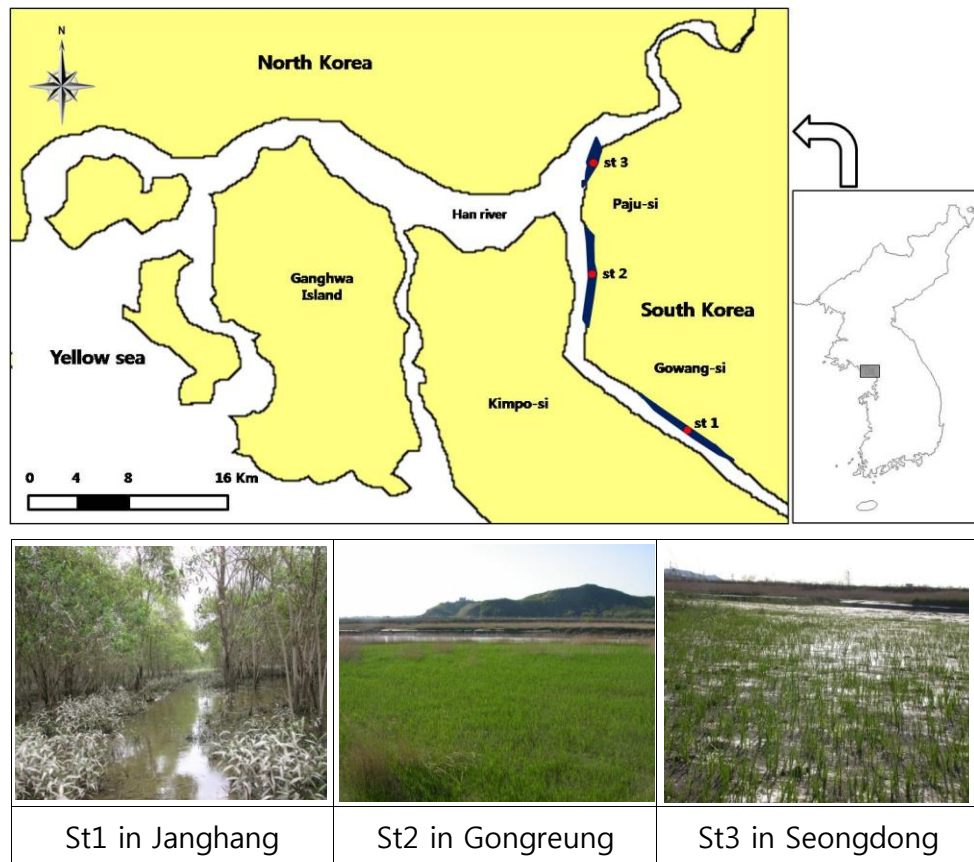 N
North Korea
st 3
Paju-si
Han river
st 2
Ganghwa
Island
South Korea
Yellow sea
Gowang-si
Kimpo-si
st 1
0 4 8 16 Km
St1 in Janghang
St2 in Gongreung
St3 in Seongdong